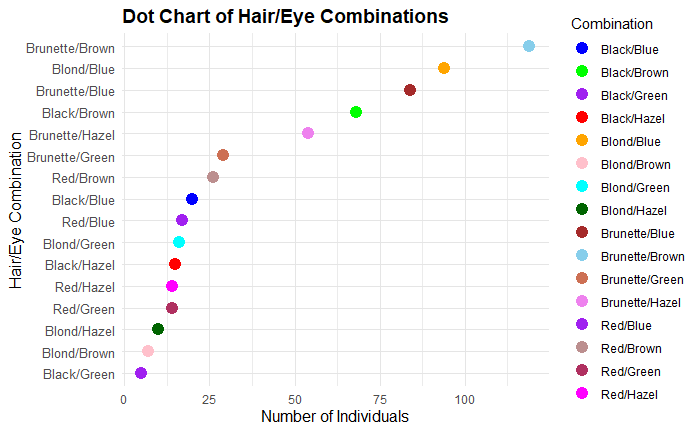 Dot Chart of Hair/Eye Combinations
Hair/Eye Combination
Brunette/Brown
Blond/Blue
Brunette/Blue
Black/Brown
Brunette/Hazel
Brunette/Green
Red/Brown
Black/Blue
Red/Blue
Blond/Green
Black/Hazel
Red/Hazel
Red/Green
Blond/Hazel
Blond/Brown
Black/Green
0 25 50 75 100
Number of Individuals
Combination
Black/Blue
Black/Brown
Black/Green
Black/Hazel
Blond/Blue
Blond/Brown
Blond/Green
Blond/Hazel
Brunette/Blue
Brunette/Brown
Brunette/Green
Brunette/Hazel
Red/Blue
Red/Brown
Red/Green
Red/Hazel